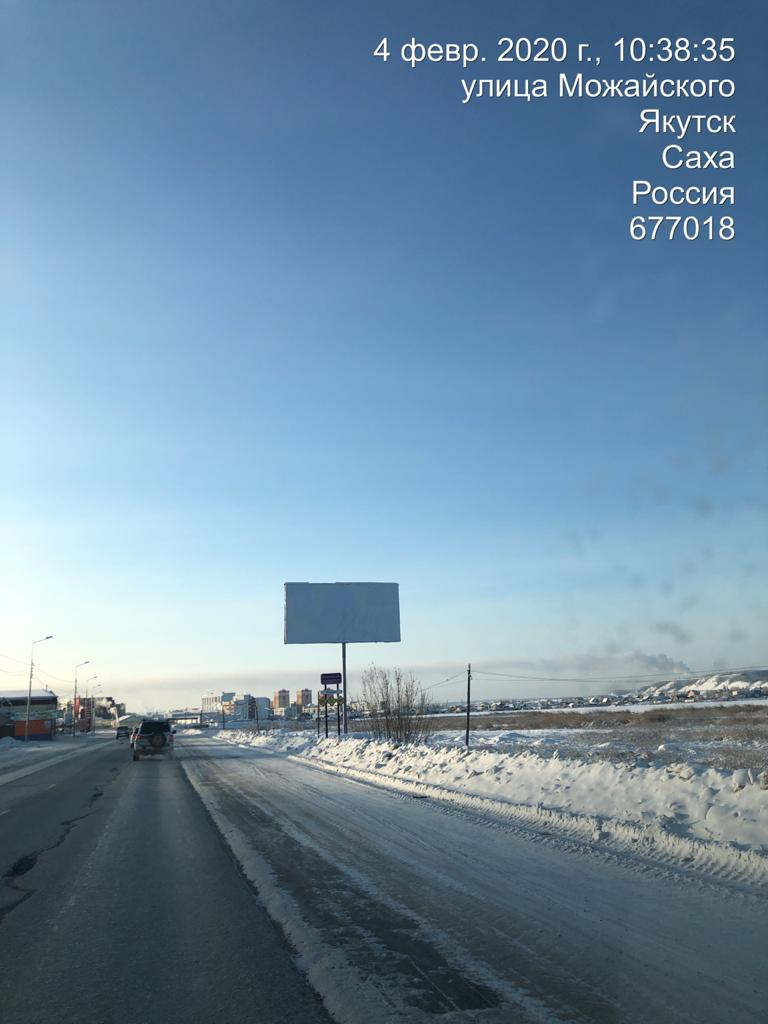 4 февр. 2020 г., 10:38:35
улица Можайского
Якутск
Саха
Россия
677018